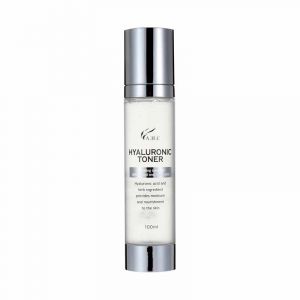 A.H.C
HYALURONIC
TONER
Hyaluronic acid and
herb ingredient
provides moisture
and nourishment
to the skin
100ml